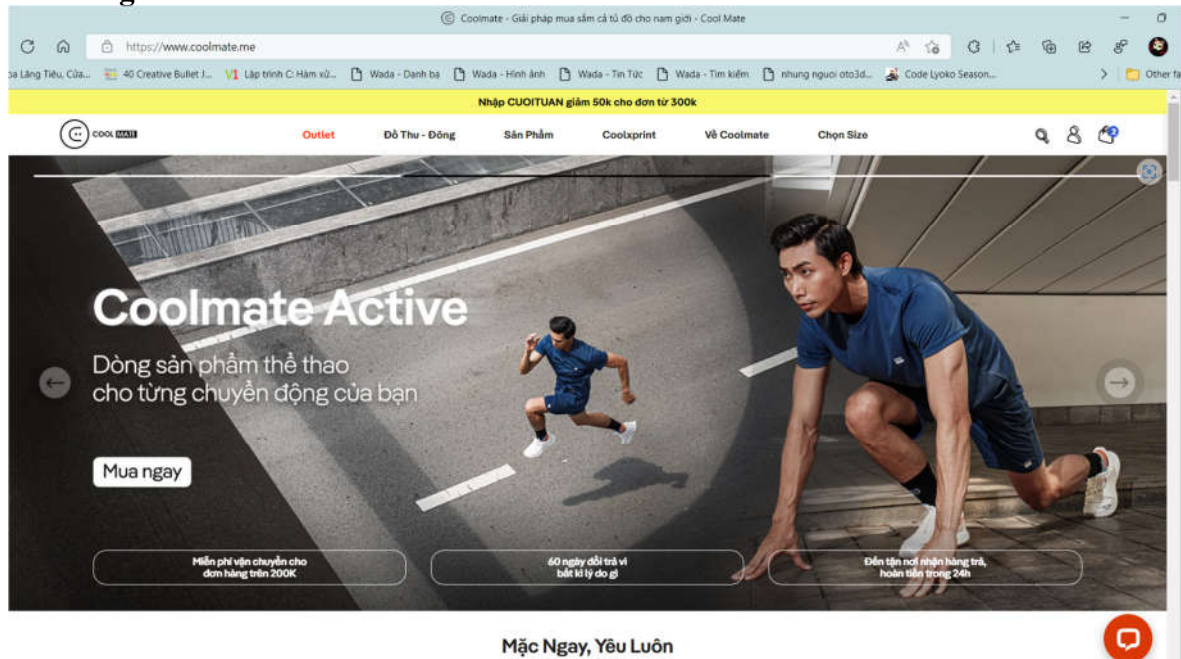 Coolmate - Giải pháp mua sắm cả tủ đồ cho nam giới - Cool Mate
https://www.coolmate.me
Lăng Tiêu, Cửa... 40 Creative Bullet J... Lập trình C: Hàm xử... Wada - Danh bạ Wada - Hình ảnh Wada - Tin Tức Wada - Tìm kiếm nhung nguoi oto3d... Code Lyoko Season... Other fa
Nhập CUOITUAN giảm 50k cho đơn từ 300k
COOL MATE Outlet Đồ Thu - Đông Sản Phẩm Coolxprint Về Coolmate Chọn Size
Coolmate Active
Dòng sản phẩm thể thao
cho từng chuyển động của bạn
Mua ngay
Miễn phí vận chuyển cho
đơn hàng trên 200K
60 ngày đổi trả vì
bất kì lý do gì
Đến tận nơi nhận hàng trả,
hoàn tiền trong 24h
Mặc Ngay, Yêu Luôn